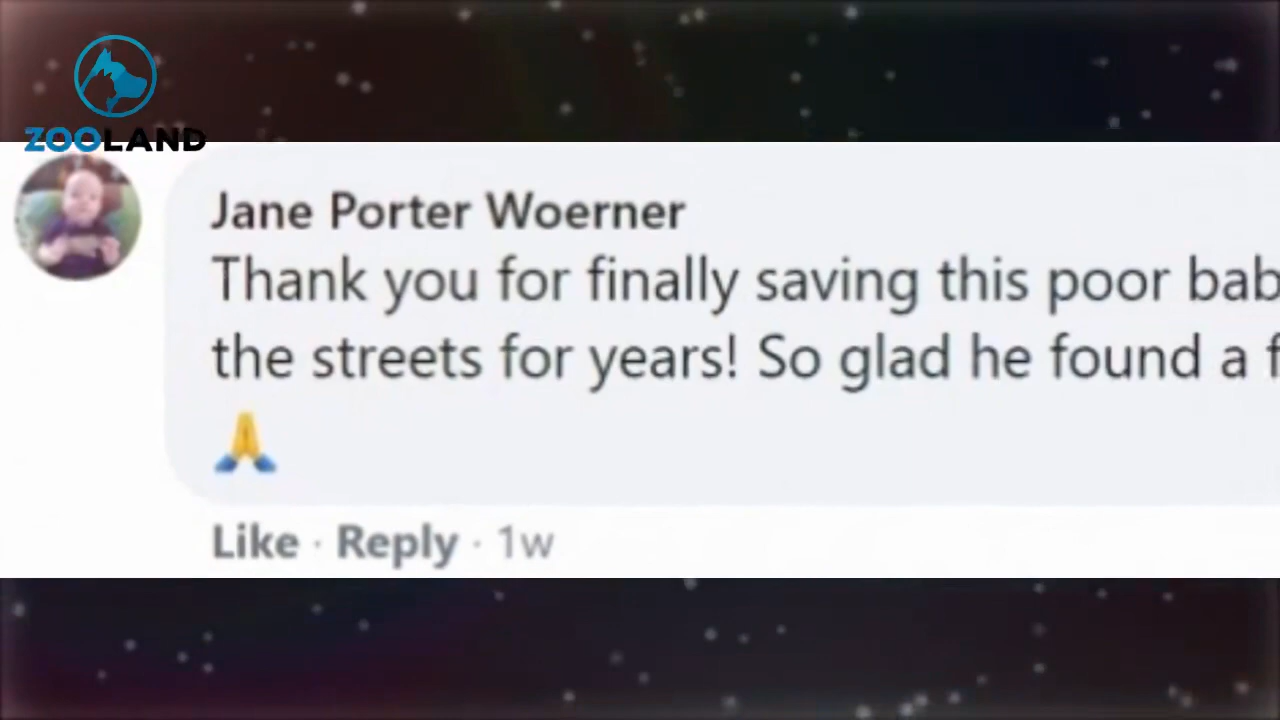 ZOOLAND
Jane Porter Woerner
Thank you for finally saving this poor
the streets for years! So glad he found a
🙏
Like · Reply · 1w